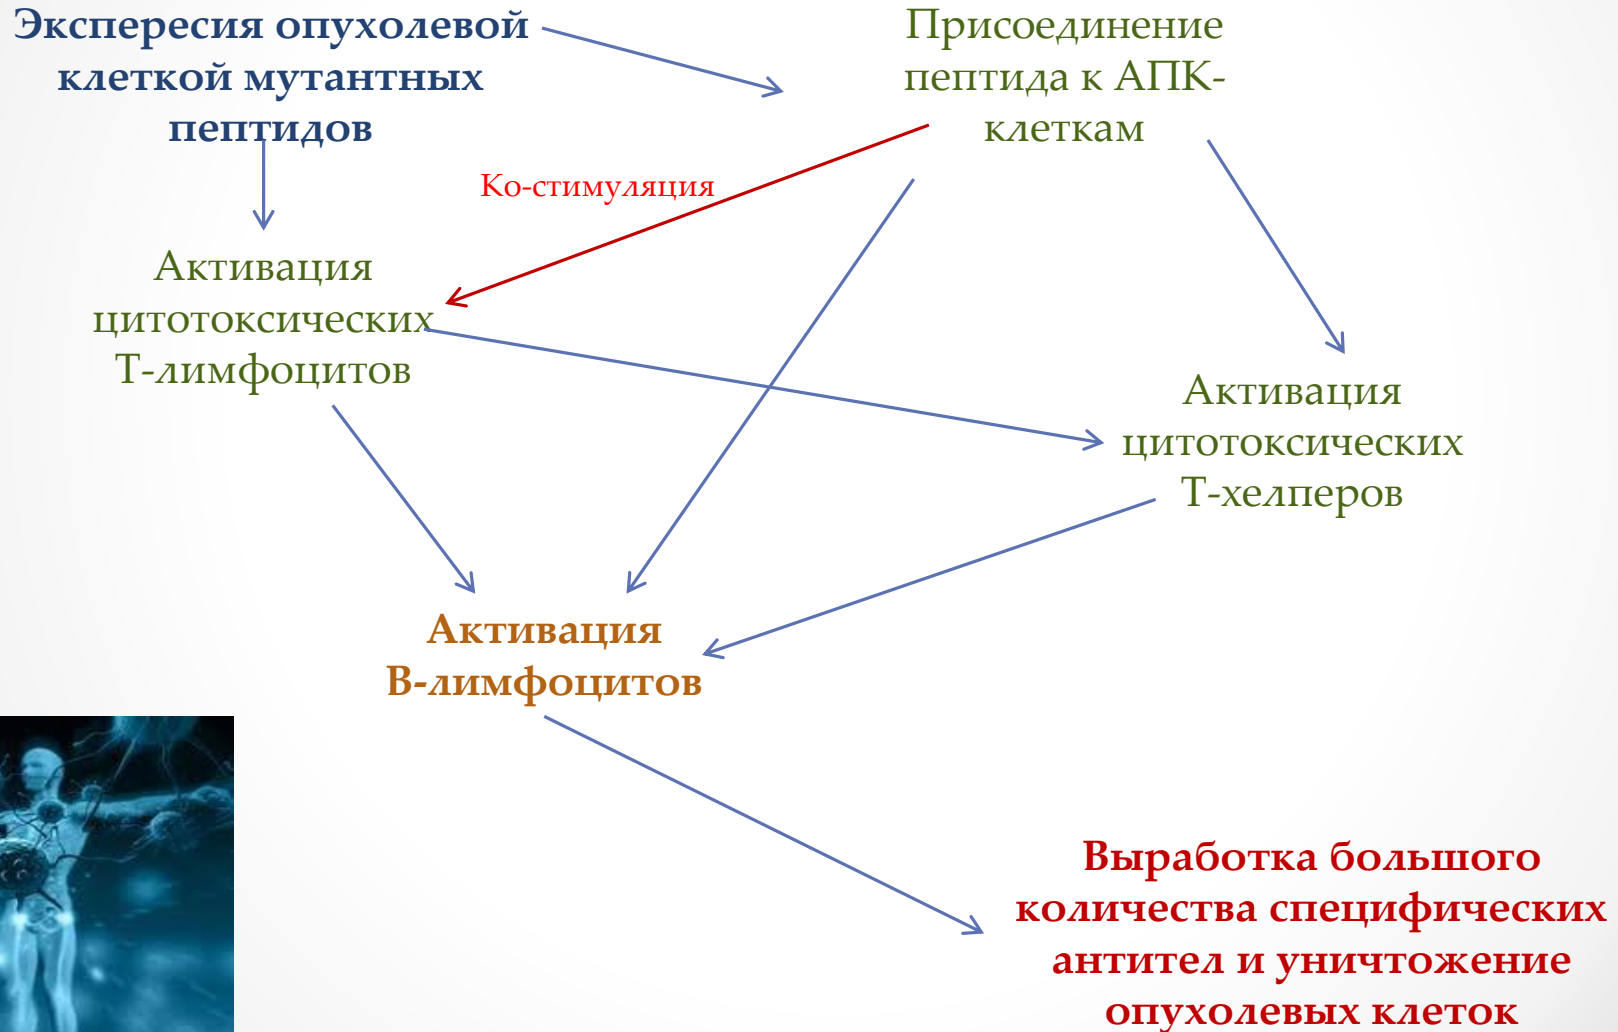 Экспересия опухолевой
клеткой мутантных
пептидов
Присоединение
пептида к АПК-
клеткам
Ко-стимуляция
Активация
цитотоксических
Т-лимфоцитов
Активация
цитотоксических
Т-хелперов
Активация
В-лимфоцитов
Выработка большого
количества специфических
антител и уничтожение
опухолевых клеток